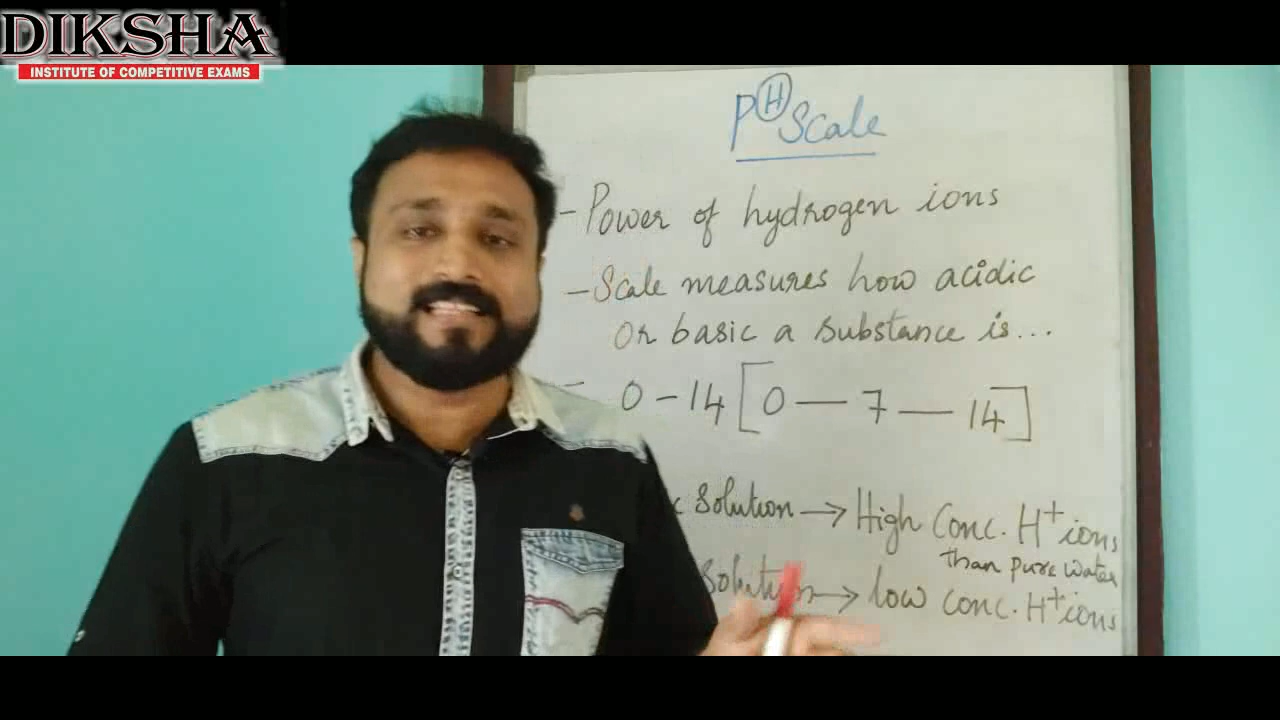 DIKSHA
INSTITUTE OF COMPETITIVE EXAMS
PH Scale
- Power of hydrogen ions
- Scale measures how acidic
Or basic a substance is...
- 0 - 14 [0 — 7 — 14]
Solution → High Conc. H+ ions
than pure water
Solution → low conc. H+ ions